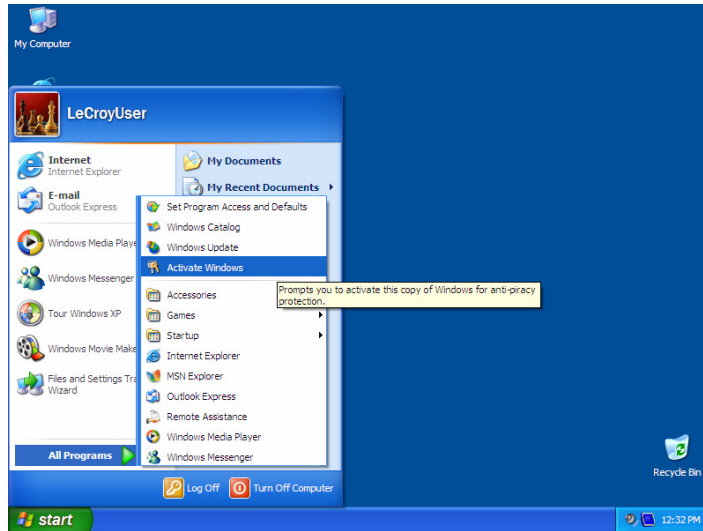 My Computer
LeCroyUser
Internet
Internet Explorer
E-mail
Outlook Express
Windows Media Playe
Windows Messenger
Tour Windows XP
Windows Movie Make
Files and Settings Tra
Wizard
All Programs
My Documents
My Recent Documents
Set Program Access and Defaults
Windows Catalog
Windows Update
Activate Windows
Prompts you to activate this copy of Windows for anti-piracy
protection.
Accessories
Games
Startup
Internet Explorer
MSN Explorer
Outlook Express
Remote Assistance
Windows Media Player
Windows Messenger
Log Off
Turn Off Computer
Recycle Bin
start
12:32 PM